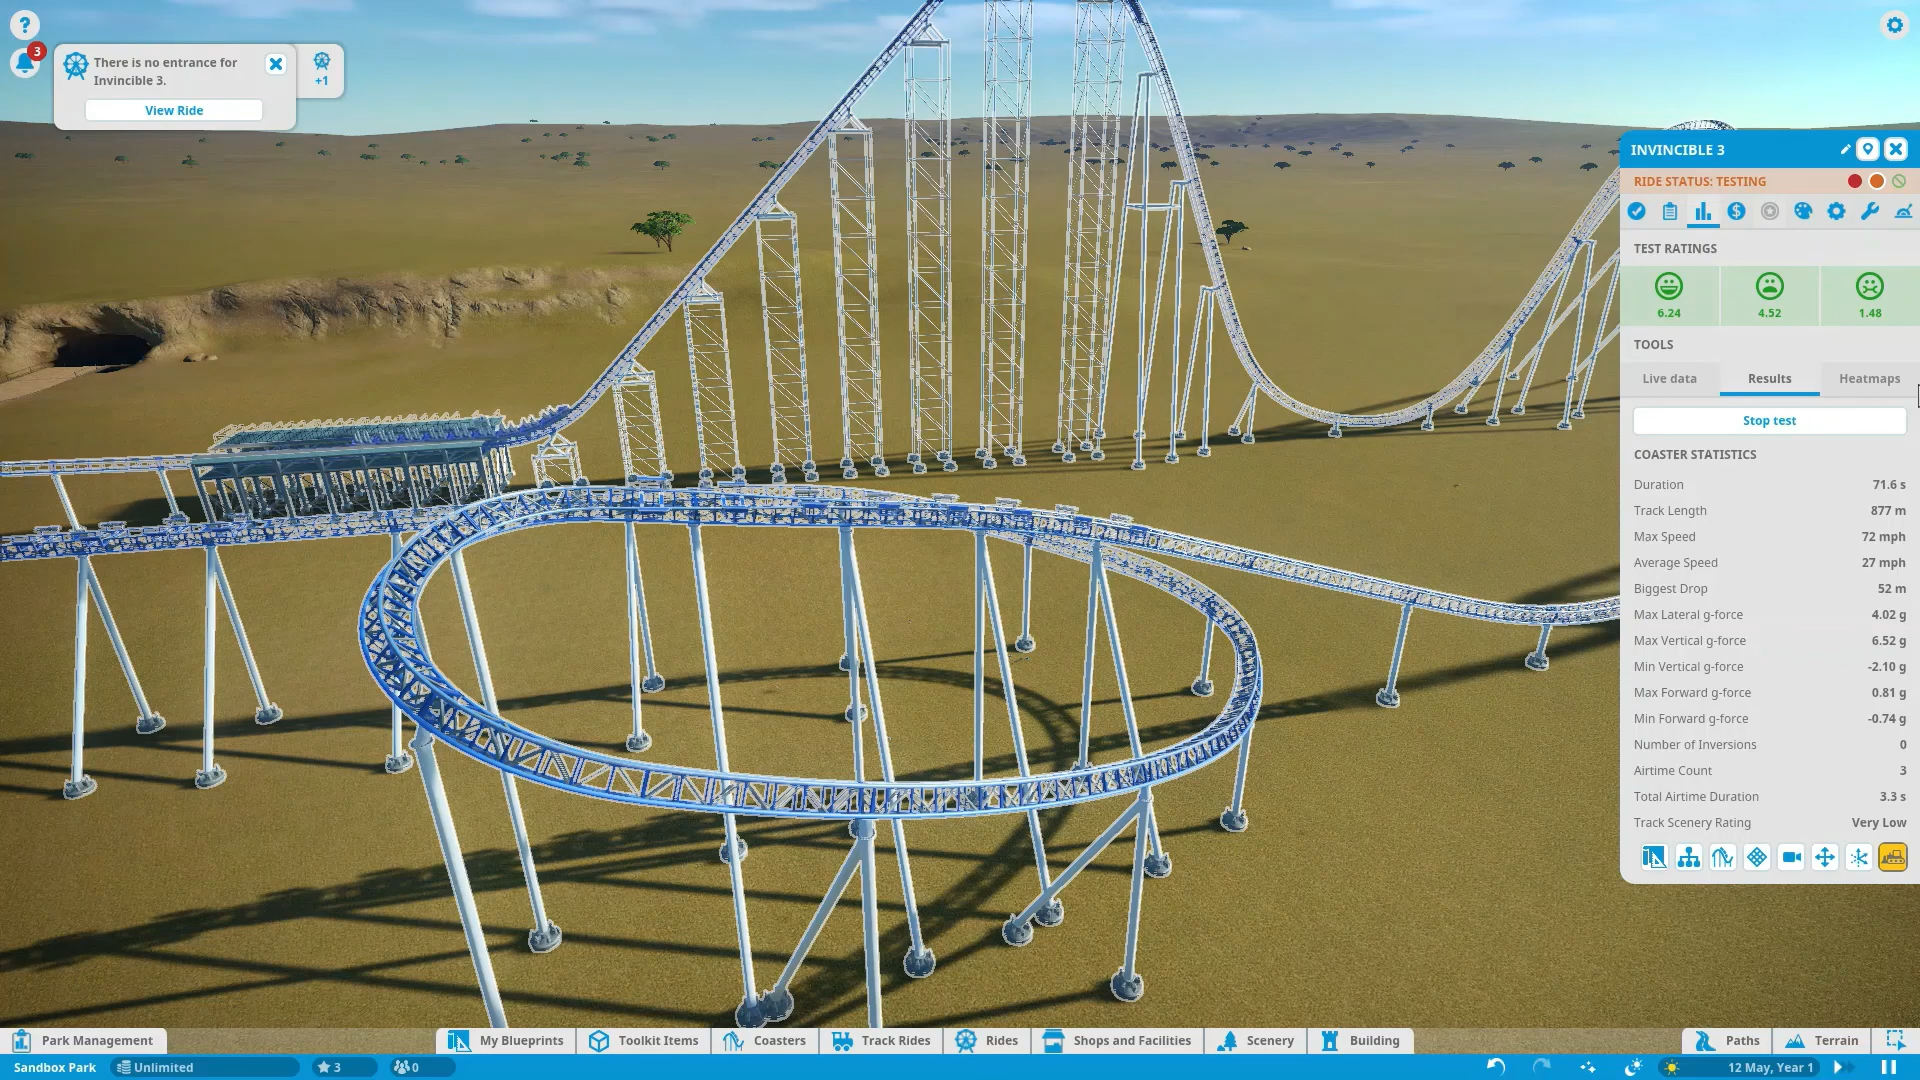 ?
3
There is no entrance for
Invincible 3.
View Ride
+1
INVINCIBLE 3
RIDE STATUS: TESTING
TEST RATINGS
6.24
4.52
1.48
TOOLS
Live data
Results
Heatmaps
Stop test
COASTER STATISTICS
Duration 71.6 s
Track Length 877 m
Max Speed 72 mph
Average Speed 27 mph
Biggest Drop 52 m
Max Lateral g-force 4.02 g
Max Vertical g-force 6.52 g
Min Vertical g-force -2.10 g
Max Forward g-force 0.81 g
Min Forward g-force -0.74 g
Number of Inversions 0
Airtime Count 3
Total Airtime Duration 3.3 s
Track Scenery Rating Very Low
Park Management
My Blueprints
Toolkit Items
Coasters
Track Rides
Rides
Shops and Facilities
Scenery
Building
Paths
Terrain
Sandbox Park
Unlimited
3
0
12 May, Year 1